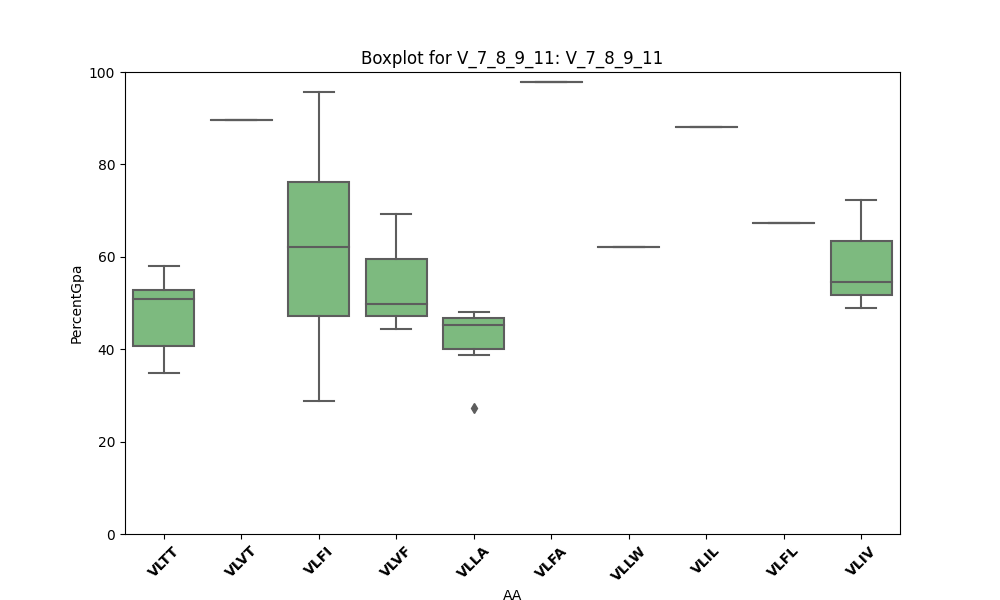 Boxplot for V_7_8_9_11: V_7_8_9_11
PercentGpa
100
80
60
40
20
0
VLTT VLVT VLFI VLVF VLLA VLFA VLLW VLIL VLFL VLIV
AA